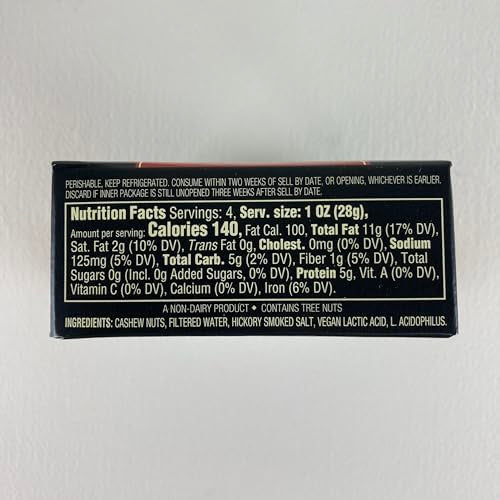 PERISHABLE, KEEP REFRIGERATED. CONSUME WITHIN TWO WEEKS OF SELL BY DATE, OR OPENING, WHICHEVER IS EARLIER.
DISCARD IF INNER PACKAGE IS STILL UNOPENED THREE WEEKS AFTER SELL BY DATE.
Nutrition Facts Servings: 4, Serv. size: 1 OZ (28g),
Amount per serving: Calories 140, Fat Cal. 100, Total Fat 11g (17% DV),
Sat. Fat 2g (10% DV), Trans Fat 0g, Cholest. 0mg (0% DV), Sodium
125mg (5% DV), Total Carb. 5g (2% DV), Fiber 1g (5% DV), Total
Sugars 0g (Incl. 0g Added Sugars, 0% DV), Protein 5g, Vit. A (0% DV),
Vitamin C (0% DV), Calcium (0% DV), Iron (6% DV).
A NON-DAIRY PRODUCT • CONTAINS TREE NUTS
INGREDIENTS: CASHEW NUTS, FILTERED WATER, HICKORY SMOKED SALT, VEGAN LACTIC ACID, L. ACIDOPHILUS.